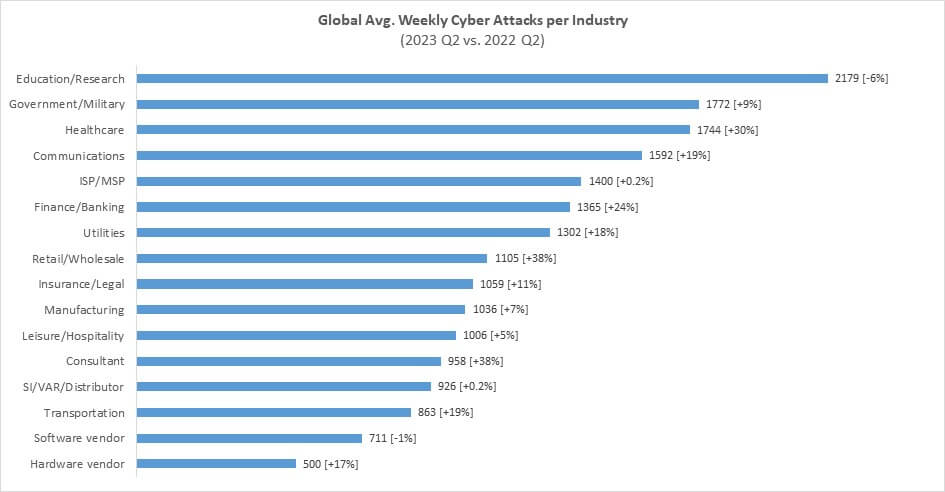 Global Avg. Weekly Cyber Attacks per Industry
(2023 Q2 vs. 2022 Q2)
Education/Research 2179 [-6%]
Government/Military 1772 [+9%]
Healthcare 1744 [+30%]
Communications 1592 [+19%]
ISP/MSP 1400 [+0.2%]
Finance/Banking 1365 [+24%]
Utilities 1302 [+18%]
Retail/Wholesale 1105 [+38%]
Insurance/Legal 1059 [+11%]
Manufacturing 1036 [+7%]
Leisure/Hospitality 1006 [+5%]
Consultant 958 [+38%]
SI/VAR/Distributor 926 [+0.2%]
Transportation 863 [+19%]
Software vendor 711 [-1%]
Hardware vendor 500 [+17%]